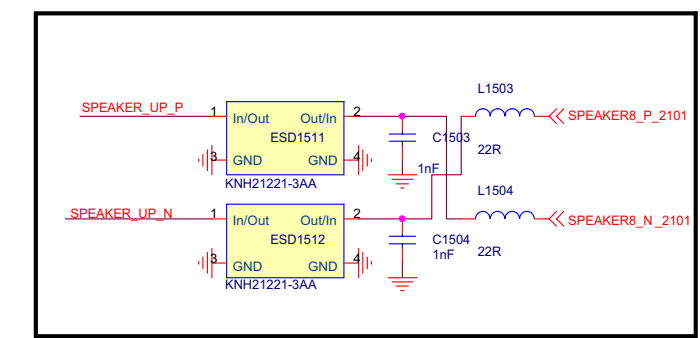 L1503
SPEAKER_UP_P 1 In/Out Out/In 2 SPEAKER8_P_2101
ESD1511 C1503
3 GND GND 4 1nF 22R
KNH21221-3AA
L1504
SPEAKER_UP_N 1 In/Out Out/In 2 SPEAKER8_N_2101
ESD1512 C1504
3 GND GND 4 1nF 22R
KNH21221-3AA